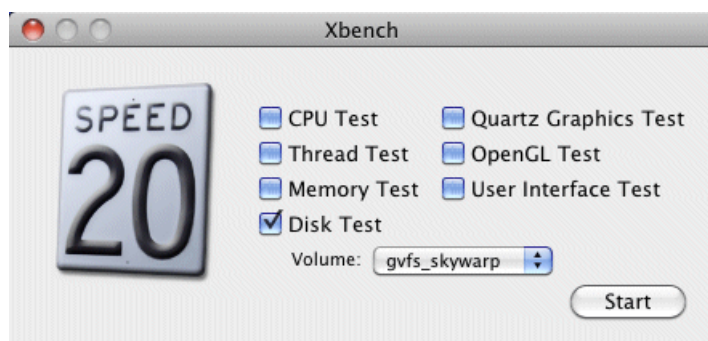 Xbench
SPEED
20
CPU Test
Quartz Graphics Test
Thread Test
OpenGL Test
Memory Test
User Interface Test
Disk Test
Volume: gvfs_skywarp
Start